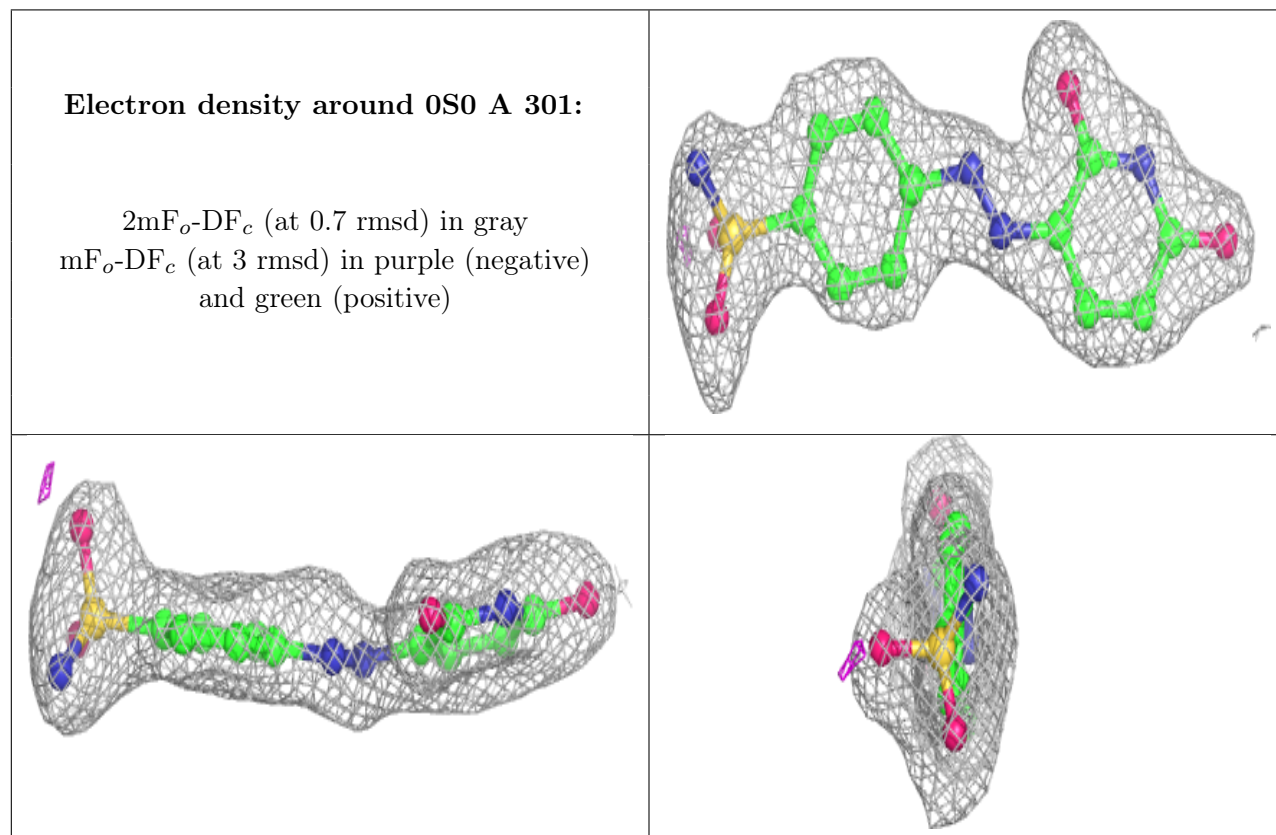 Electron density around 0S0 A 301:
2mFo-DFc (at 0.7 rmsd) in gray
mFo-DFc (at 3 rmsd) in purple (negative)
and green (positive)